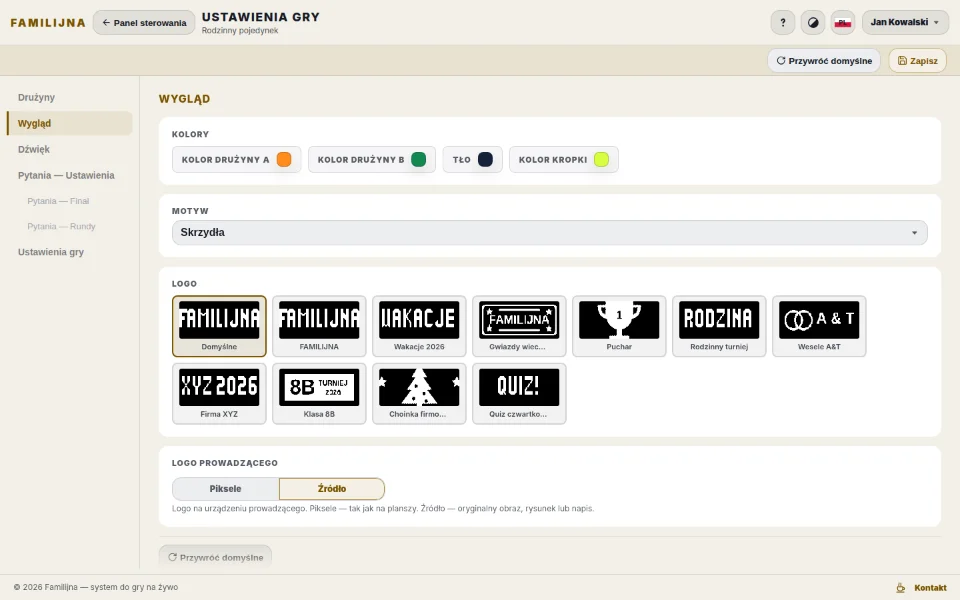 FAMILIJNA
← Panel sterowania
USTAWIENIA GRY
Rodzinny pojedynek
?
PL
Jan Kowalski
Przywróć domyślne
Zapisz
Drużyny
Wygląd
Dźwięk
Pytania — Ustawienia
Pytania — Finał
Pytania — Rundy
Ustawienia gry
WYGLĄD
KOLORY
KOLOR DRUŻYNY A
KOLOR DRUŻYNY B
TŁO
KOLOR KROPKI
MOTYW
Skrzydła
LOGO
FAMILIJNA
Domyślne
FAMILIJNA
FAMILIJNA
WAKACJE
Wakacje 2026
FAMILIJNA
Gwiazdy wiec...
1
Puchar
RODZINA
Rodzinny turniej
A & T
Wesele A&T
XYZ 2026
Firma XYZ
8B TURNIEJ 2026
Klasa 8B
Choinka firmo...
QUIZ!
Quiz czwartko...
LOGO PROWADZĄCEGO
Piksele
Źródło
Logo na urządzeniu prowadzącego. Piksele — tak jak na planszy. Źródło — oryginalny obraz, rysunek lub napis.
Przywróć domyślne
© 2026 Familijna — system do gry na żywo
Kontakt